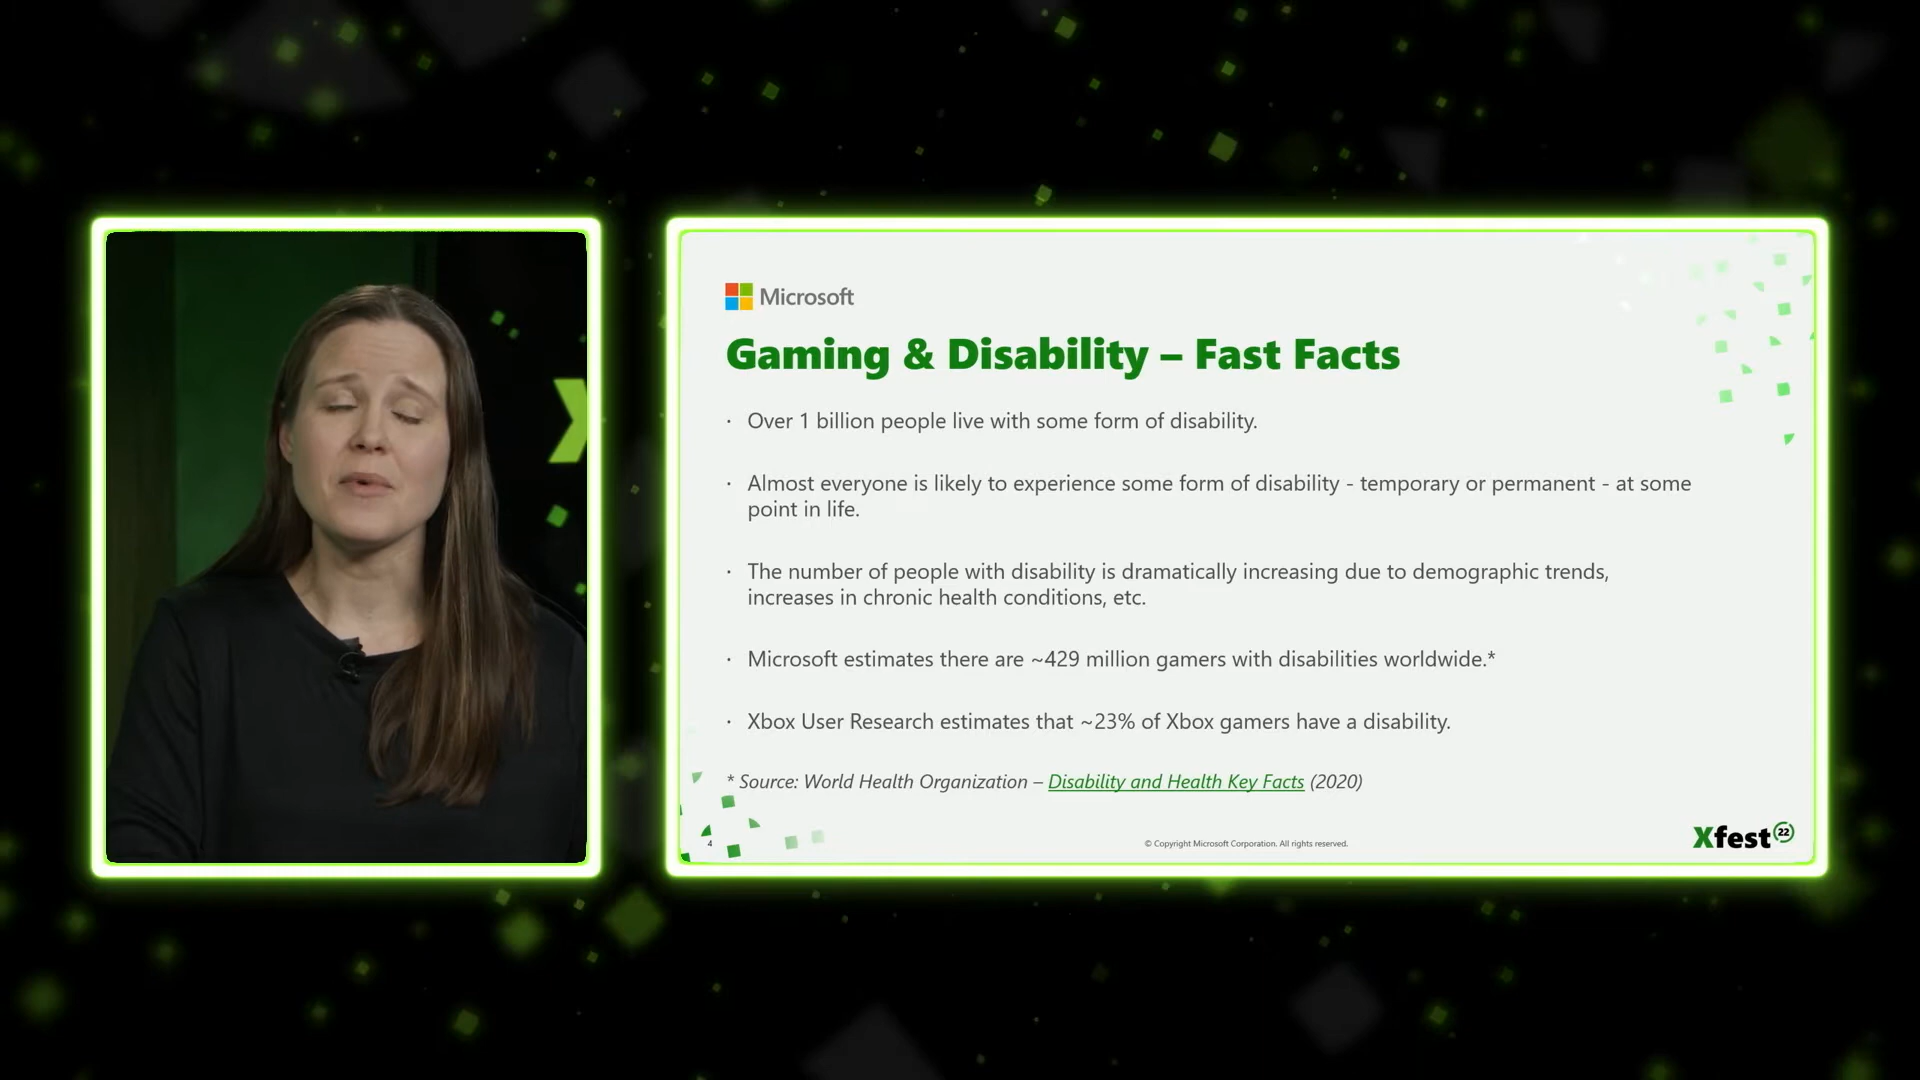 Microsoft
Gaming & Disability – Fast Facts
· Over 1 billion people live with some form of disability.
· Almost everyone is likely to experience some form of disability - temporary or permanent - at some
point in life.
· The number of people with disability is dramatically increasing due to demographic trends,
increases in chronic health conditions, etc.
· Microsoft estimates there are ~429 million gamers with disabilities worldwide.*
· Xbox User Research estimates that ~23% of Xbox gamers have a disability.
* Source: World Health Organization – Disability and Health Key Facts (2020)
4
© Copyright Microsoft Corporation. All rights reserved.
Xfest 22
X